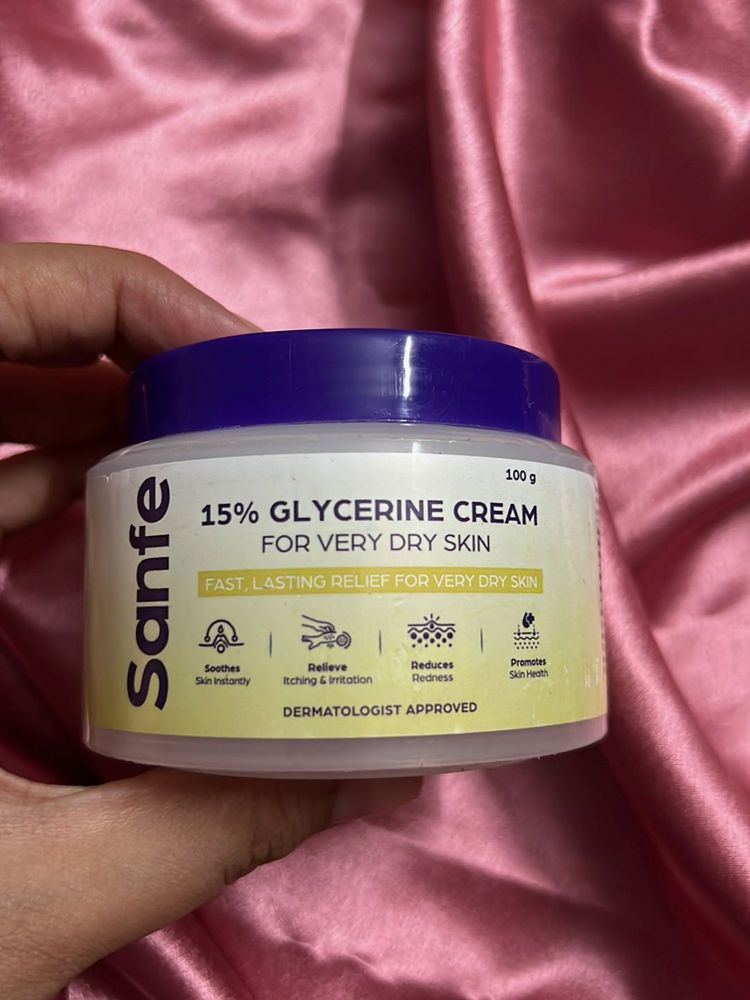 Sanfe
100 g
15% GLYCERINE CREAM
FOR VERY DRY SKIN
FAST, LASTING RELIEF FOR VERY DRY SKIN
Soothes
Skin Instantly
Relieve
Itching & Irritation
Reduces
Redness
Promotes
Skin Health
DERMATOLOGIST APPROVED